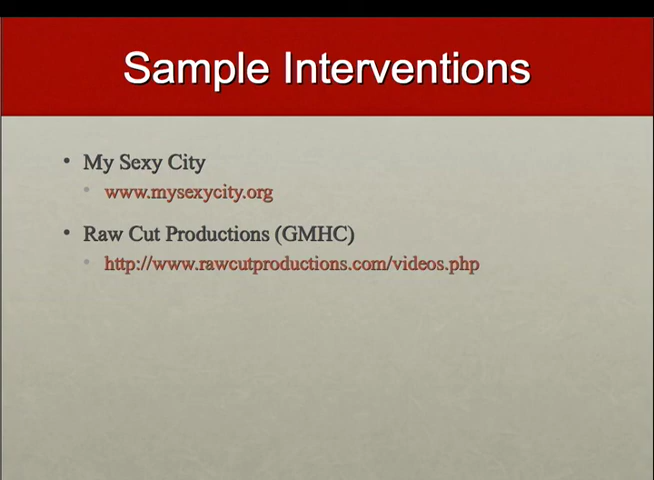 Sample Interventions
• My Sexy City
• www.mysexycity.org
• Raw Cut Productions (GMHC)
• http://www.rawcutproductions.com/videos.php